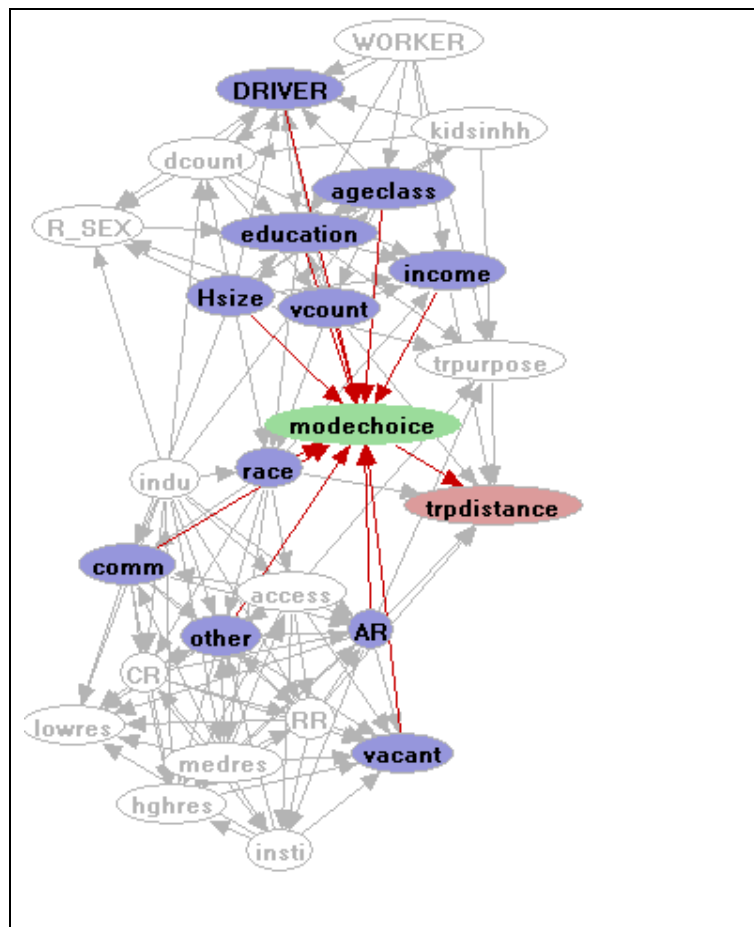 WORKER
DRIVER
kidsinhh
dcount
ageclass
R_SEX
education
income
Hsize
vcount
trpurpose
modechoice
race
indu
trpdistance
comm
access
other
AR
CR
RR
lowres
vacant
medres
hghres
insti